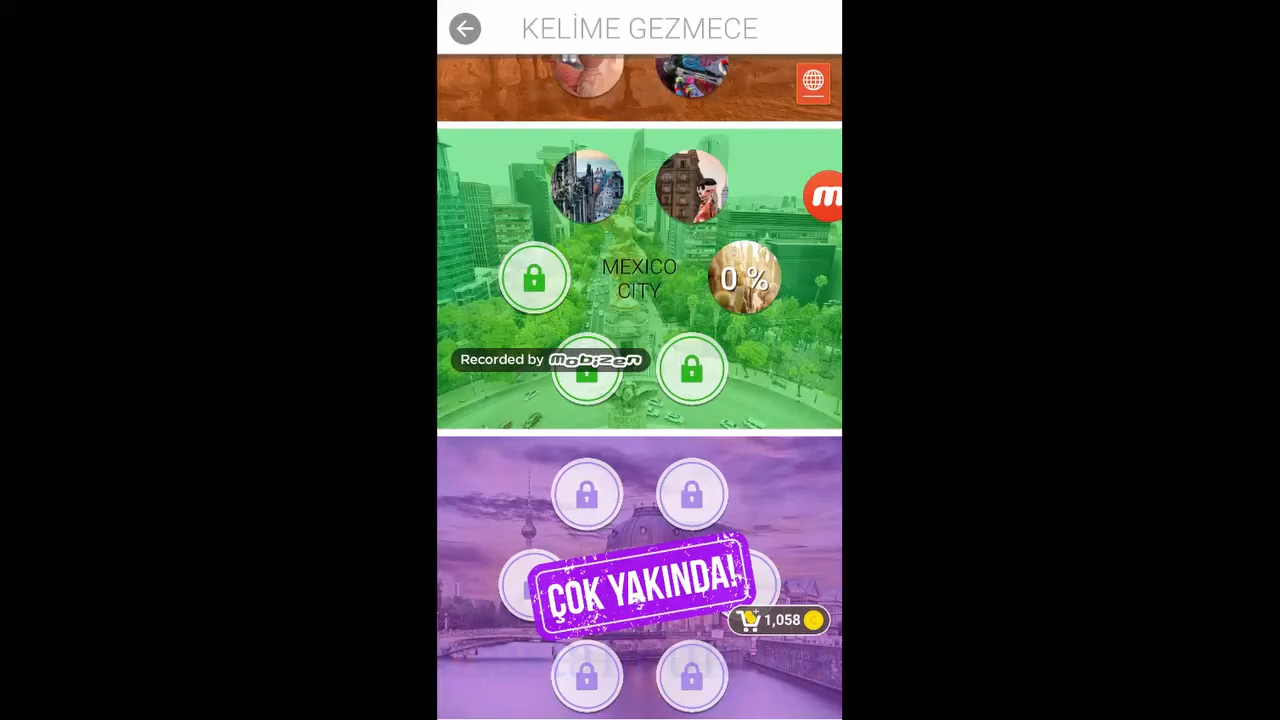 KELİME GEZMECE
MEXICO
CITY
0 %
Recorded by mobizen
ÇOK YAKINDA!
1,058